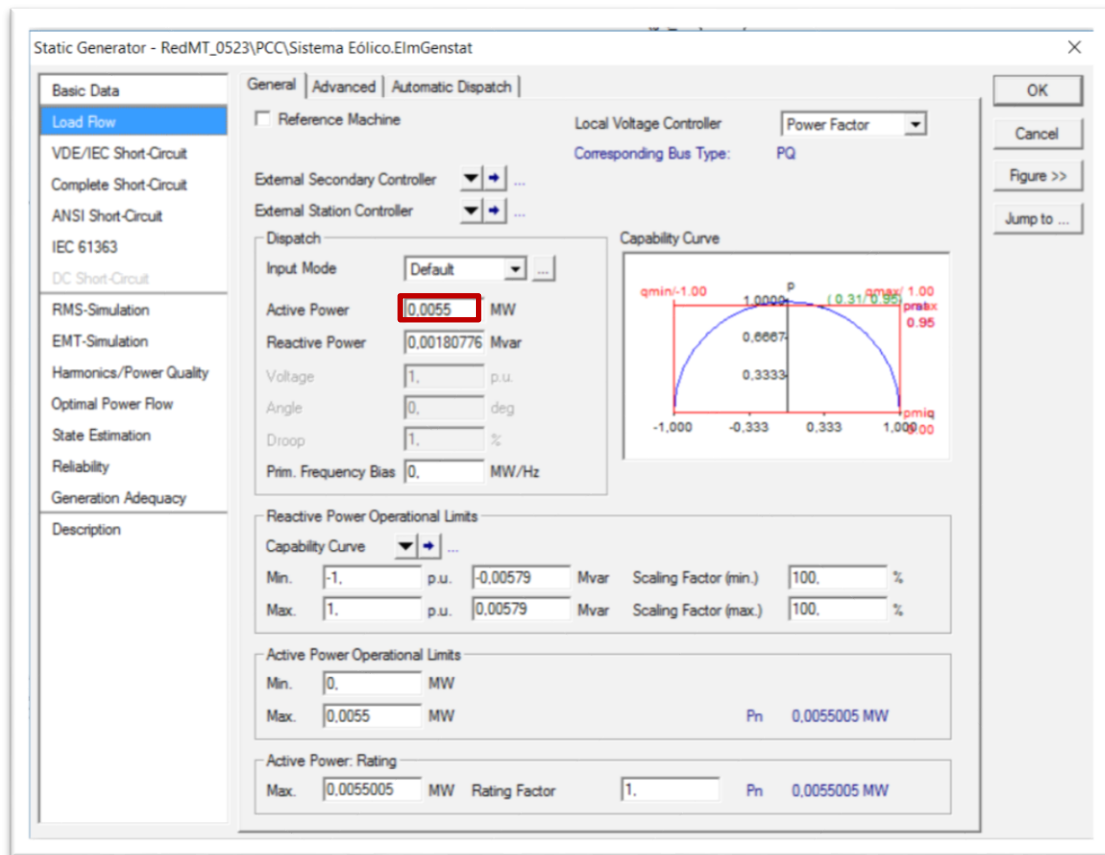 Static Generator - RedMT_0523\PCC\Sistema Eólico.ElmGenstat
Basic Data
Load Flow
VDE/IEC Short-Circuit
Complete Short-Circuit
ANSI Short-Circuit
IEC 61363
DC Short-Circuit
RMS-Simulation
EMT-Simulation
Harmonics/Power Quality
Optimal Power Flow
State Estimation
Reliability
Generation Adequacy
Description
General Advanced Automatic Dispatch
Reference Machine
Local Voltage Controller Power Factor
Corresponding Bus Type: PQ
External Secondary Controller ...
External Station Controller ...
Dispatch
Input Mode Default ...
Active Power 0,0055 MW
Reactive Power 0,00180776 Mvar
Voltage 1, p.u.
Angle 0, deg
Droop 1, %
Prim. Frequency Bias 0, MW/Hz
Capability Curve
qmin/-1.00
p
qmax/ 1.00
1,0000
( 0.31/ 0.95)
0.95
0,6667
0,3333
-1,000 -0,333 0,333 1,000
Reactive Power Operational Limits
Capability Curve ...
Min. -1, p.u. -0,00579 Mvar Scaling Factor (min.) 100, %
Max. 1, p.u. 0,00579 Mvar Scaling Factor (max.) 100, %
Active Power Operational Limits
Min. 0, MW
Max. 0,0055 MW Pn 0,0055005 MW
Active Power: Rating
Max. 0,0055005 MW Rating Factor 1, Pn 0,0055005 MW
OK
Cancel
Figure >>
Jump to ...